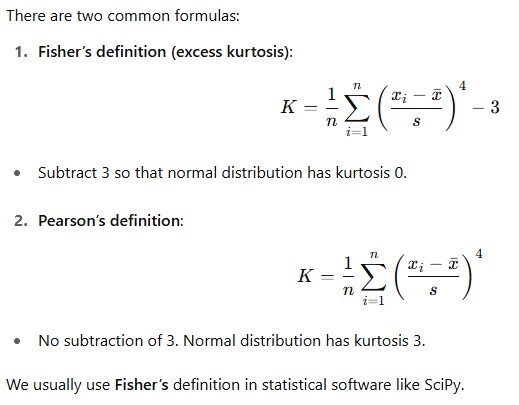 There are two common formulas:
1. Fisher’s definition (excess kurtosis):
K = \frac{1}{n} \sum_{i=1}^{n} \left( \frac{x_i - \bar{x}}{s} \right)^4 - 3
• Subtract 3 so that normal distribution has kurtosis 0.
2. Pearson’s definition:
K = \frac{1}{n} \sum_{i=1}^{n} \left( \frac{x_i - \bar{x}}{s} \right)^4
• No subtraction of 3. Normal distribution has kurtosis 3.
We usually use Fisher’s definition in statistical software like SciPy.